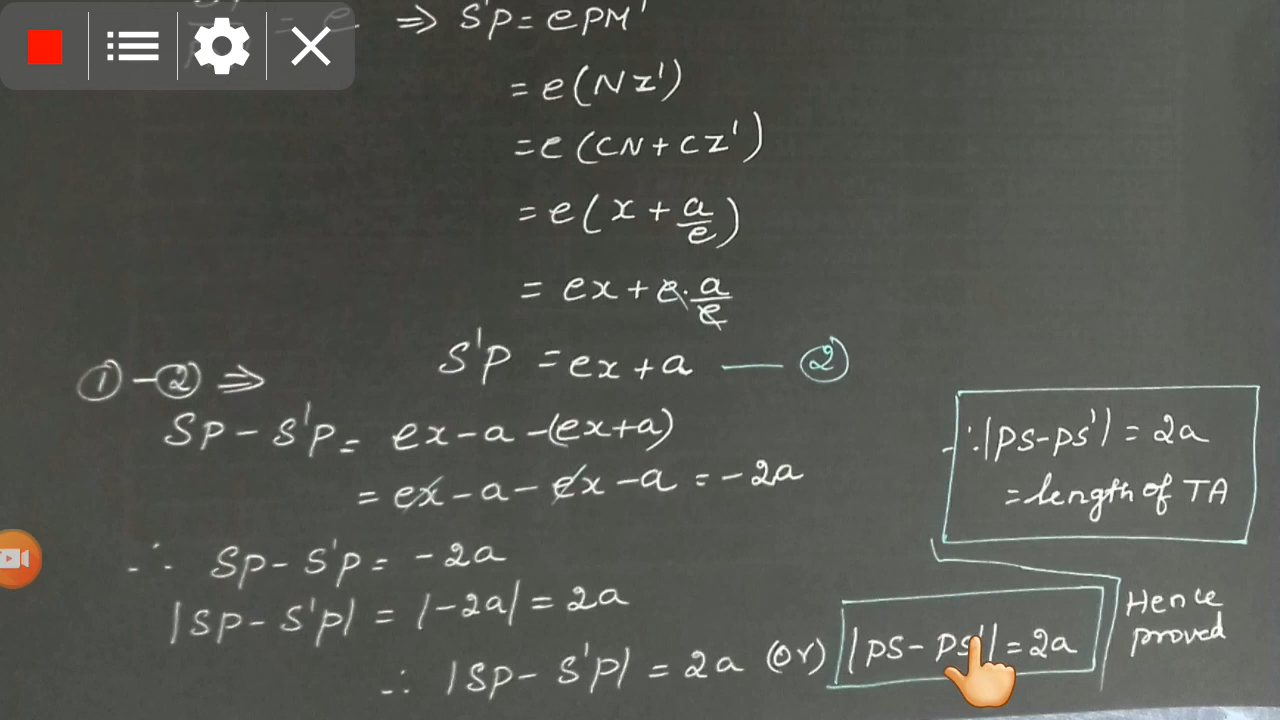 = e ⇒ S'P = ePM'
= e(NZ')
= e(CN + CZ')
= e(x + a/e)
= ex + e·a/e
S'P = ex + a —— ②
① - ② ⇒
SP - S'P = ex - a - (ex + a)
= ex - a - ex - a = -2a
∴ SP - S'P = -2a
|SP - S'P| = |-2a| = 2a
∴ |SP - S'P| = 2a (or) |PS - PS'| = 2a
∴ |PS - PS'| = 2a
= length of TA
Hence
proved